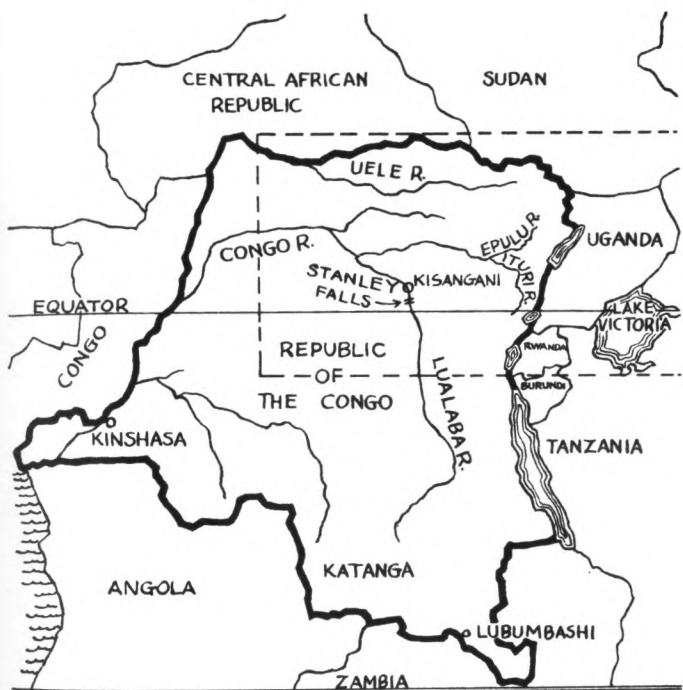 CENTRAL AFRICAN
REPUBLIC
SUDAN
UELE R.
EPULU R.
ITURI R.
UGANDA
CONGO R.
STANLEY
FALLS
KISANGANI
EQUATOR
LAKE
VICTORIA
CONGO
REPUBLIC
OF
THE CONGO
LUALABA R.
RWANDA
BURUNDI
KINSHASA
TANZANIA
KATANGA
ANGOLA
LUBUMBASHI
ZAMBIA